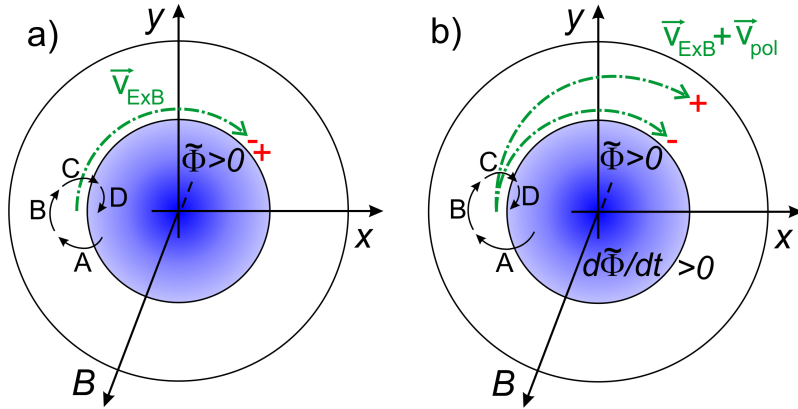 a)
y
v⃗ExB
-
+
Φ̃>0
C
D
B
A
x
B
b)
y
v⃗ExB+v⃗pol
+
-
Φ̃>0
C
D
B
A
x
dΦ̃/dt >0
B